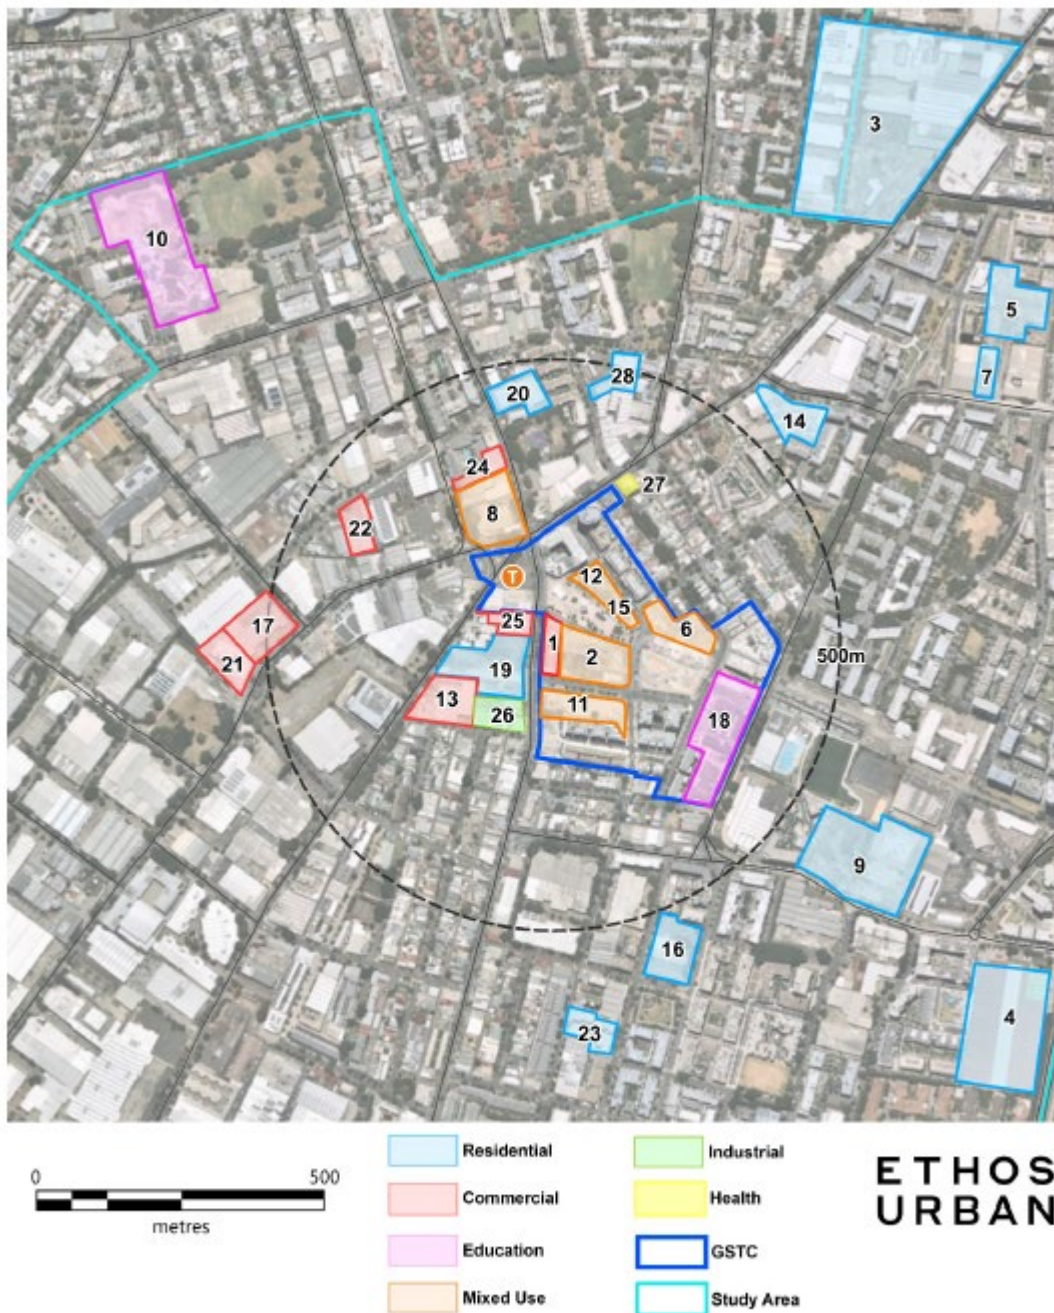 3
10
5
7
28
20
14
24
27
8
22
T
12
15
25
17
6
1
500m
2
21
19
13
11
18
26
9
16
4
23
0
500
metres
Residential
Commercial
Education
Mixed Use
Industrial
Health
GSTC
Study Area
ETHOS
URBAN